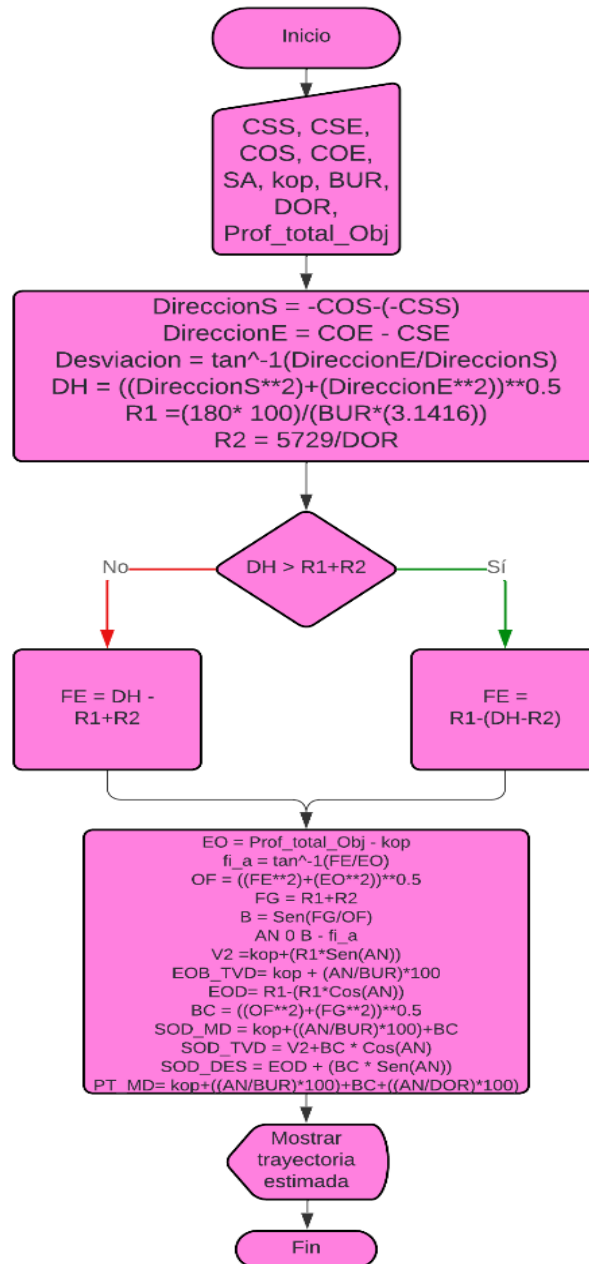 Inicio
CSS, CSE,
COS, COE,
SA, kop, BUR,
DOR,
Prof_total_Obj
DireccionS = -COS-(-CSS)
DireccionE = COE - CSE
Desviacion = tan^-1(DireccionE/DireccionS)
DH = ((DireccionS**2)+(DireccionE**2))**0.5
R1 =(180* 100)/(BUR*(3.1416))
R2 = 5729/DOR
DH > R1+R2
No
Sí
FE = DH -
R1+R2
FE =
R1-(DH-R2)
EO = Prof_total_Obj - kop
fi_a = tan^-1(FE/EO)
OF = ((FE**2)+(EO**2))**0.5
FG = R1+R2
B = Sen(FG/OF)
AN 0 B - fi_a
V2 =kop+(R1*Sen(AN))
EOB_TVD= kop + (AN/BUR)*100
EOD= R1-(R1*Cos(AN))
BC = ((OF**2)+(FG**2))**0.5
SOD_MD = kop+((AN/BUR)*100)+BC
SOD_TVD = V2+BC * Cos(AN)
SOD_DES = EOD + (BC * Sen(AN))
PT_MD= kop+((AN/BUR)*100)+BC+((AN/DOR)*100)
Mostrar
trayectoria
estimada
Fin